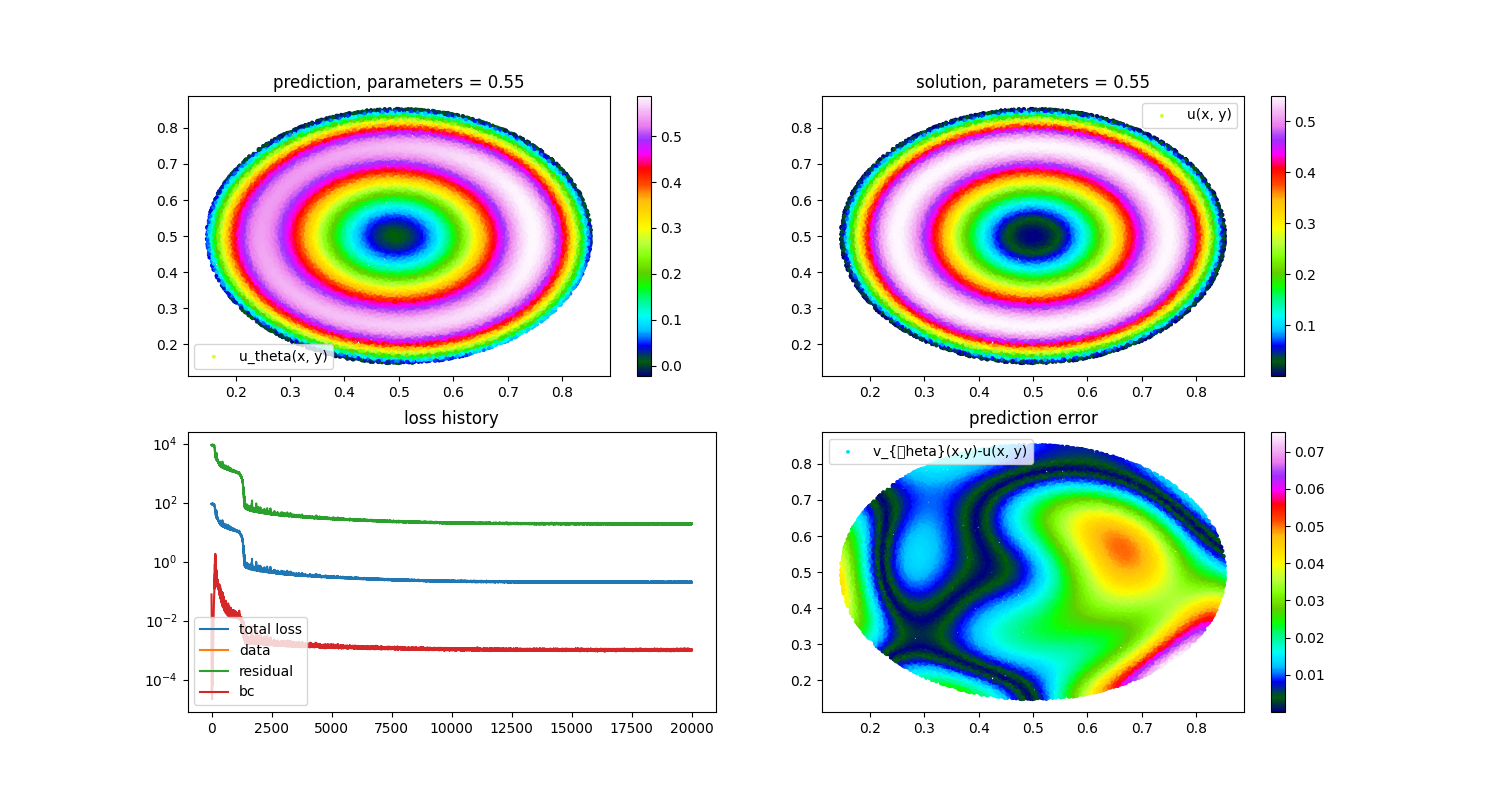 prediction, parameters = 0.55
0.8
0.7
0.6
0.5
0.4
0.3
0.2
u_theta(x, y)
0.2 0.3 0.4 0.5 0.6 0.7 0.8
0.5
0.4
0.3
0.2
0.1
0.0
solution, parameters = 0.55
u(x, y)
0.8
0.7
0.6
0.5
0.4
0.3
0.2
0.2 0.3 0.4 0.5 0.6 0.7 0.8
0.5
0.4
0.3
0.2
0.1
loss history
10^4
10^2
10^0
10^−2
10^−4
total loss
data
residual
bc
0 2500 5000 7500 10000 12500 15000 17500 20000
prediction error
v_{▯heta}(x,y)-u(x, y)
0.8
0.7
0.6
0.5
0.4
0.3
0.2
0.2 0.3 0.4 0.5 0.6 0.7 0.8
0.07
0.06
0.05
0.04
0.03
0.02
0.01